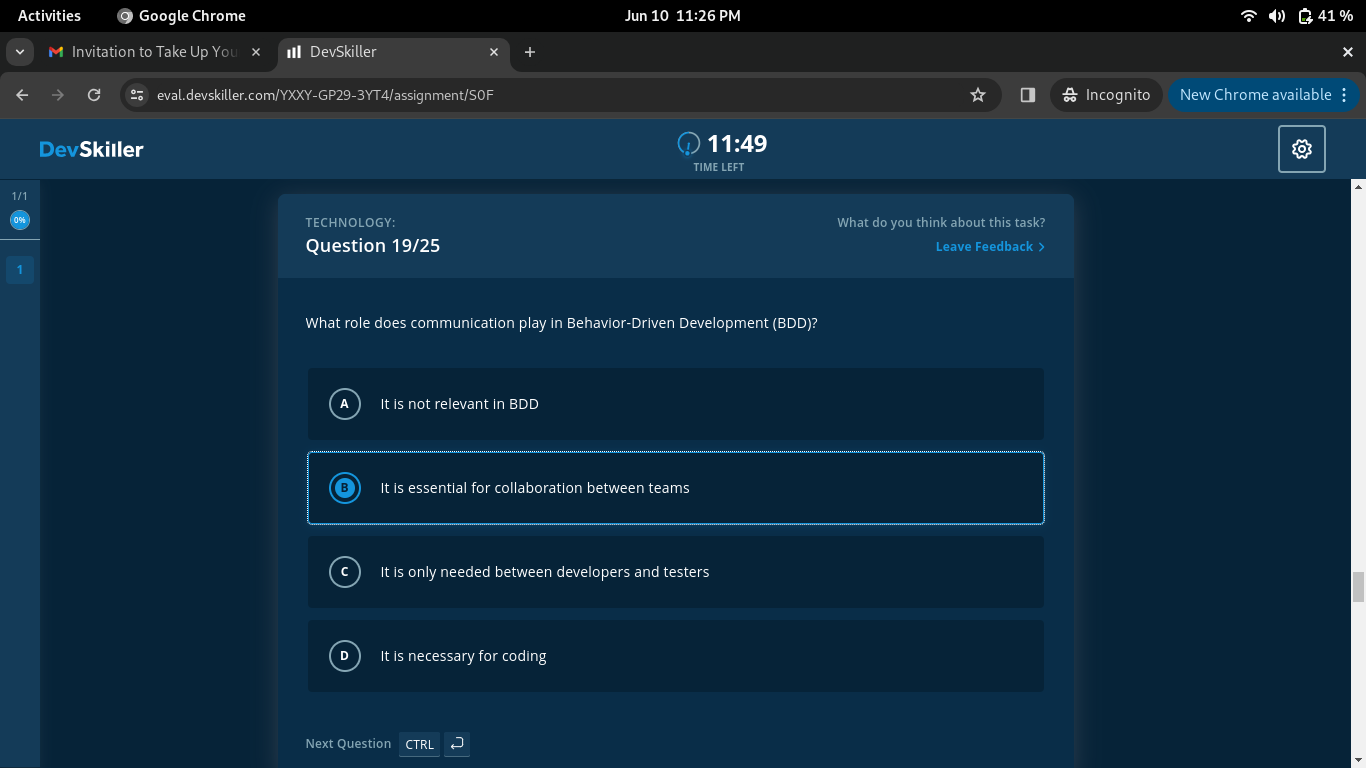 Activities Google Chrome Jun 10 11:26 PM 41 %
Invitation to Take Up You DevSkiller
eval.devskiller.com/YXXY-GP29-3YT4/assignment/S0F Incognito New Chrome available
DevSkiller 11:49
TIME LEFT
1/1
0%
1
TECHNOLOGY: What do you think about this task?
Question 19/25 Leave Feedback
What role does communication play in Behavior-Driven Development (BDD)?
A It is not relevant in BDD
B It is essential for collaboration between teams
C It is only needed between developers and testers
D It is necessary for coding
Next Question CTRL